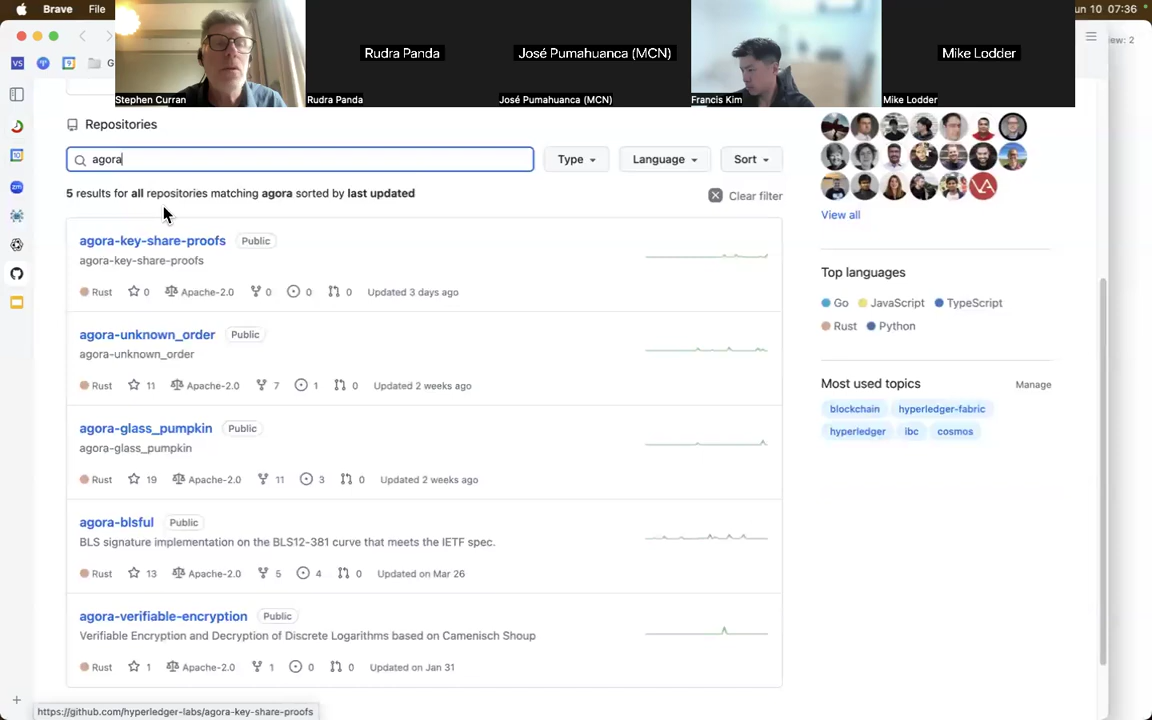 Brave File
un 10 07:36
Stephen Curran
Rudra Panda
Rudra Panda
José Pumahuanca (MCN)
José Pumahuanca (MCN)
Francis Kim
Mike Lodder
Mike Lodder
iew: 2
VS
G
zm
Repositories
agora
Type
Language
Sort
5 results for all repositories matching agora sorted by last updated
Clear filter
agora-key-share-proofs Public
agora-key-share-proofs
Rust 0 Apache-2.0 0 0 0 Updated 3 days ago
agora-unknown_order Public
agora-unknown_order
Rust 11 Apache-2.0 7 1 0 Updated 2 weeks ago
agora-glass_pumpkin Public
agora-glass_pumpkin
Rust 19 Apache-2.0 11 3 0 Updated 2 weeks ago
agora-blsful Public
BLS signature implementation on the BLS12-381 curve that meets the IETF spec.
Rust 13 Apache-2.0 5 4 0 Updated on Mar 26
agora-verifiable-encryption Public
Verifiable Encryption and Decryption of Discrete Logarithms based on Camenisch Shoup
Rust 1 Apache-2.0 1 0 0 Updated on Jan 31
VA
View all
Top languages
Go JavaScript TypeScript
Rust Python
Most used topics Manage
blockchain hyperledger-fabric
hyperledger ibc cosmos
https://github.com/hyperledger-labs/agora-key-share-proofs